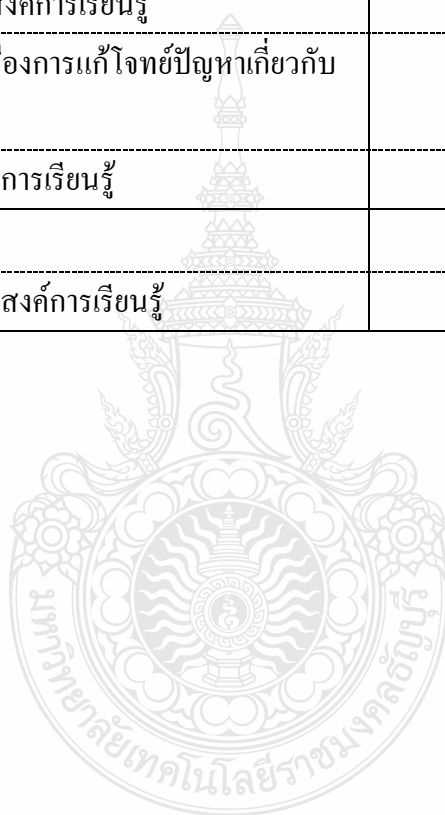 งค์การเรียนรู้
องการแก้โจทย์ปัญหาเกี่ยวกับ
การเรียนรู้
สงค์การเรียนรู้
มหาวิทยาลัยเทคโนโลยีราชมงคลธัญบุรี